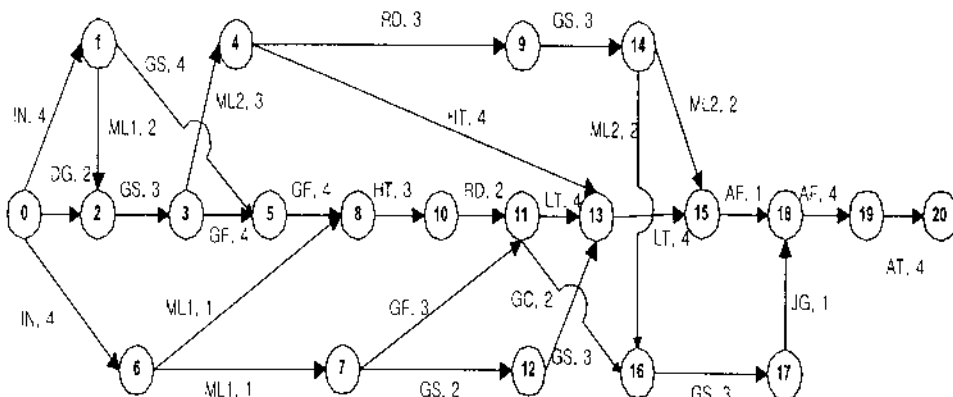 RD, 3
GS, 3
1
4
9
14
GS, 4
ML2, 3
ML2, 2
IN, 4
ML1, 2
HT, 4
ML2, 2
DG, 2
GS, 3
GF, 4
HT, 3
RD, 2
LT, 4
AF, 1
AF, 4
0
2
3
5
8
10
11
13
15
18
19
20
GF, 4
LT, 4
AT, 4
IN, 4
ML1, 1
GF, 3
GC, 2
JG, 1
6
7
12
GS, 3
16
17
ML1, 1
GS, 2
GS, 3